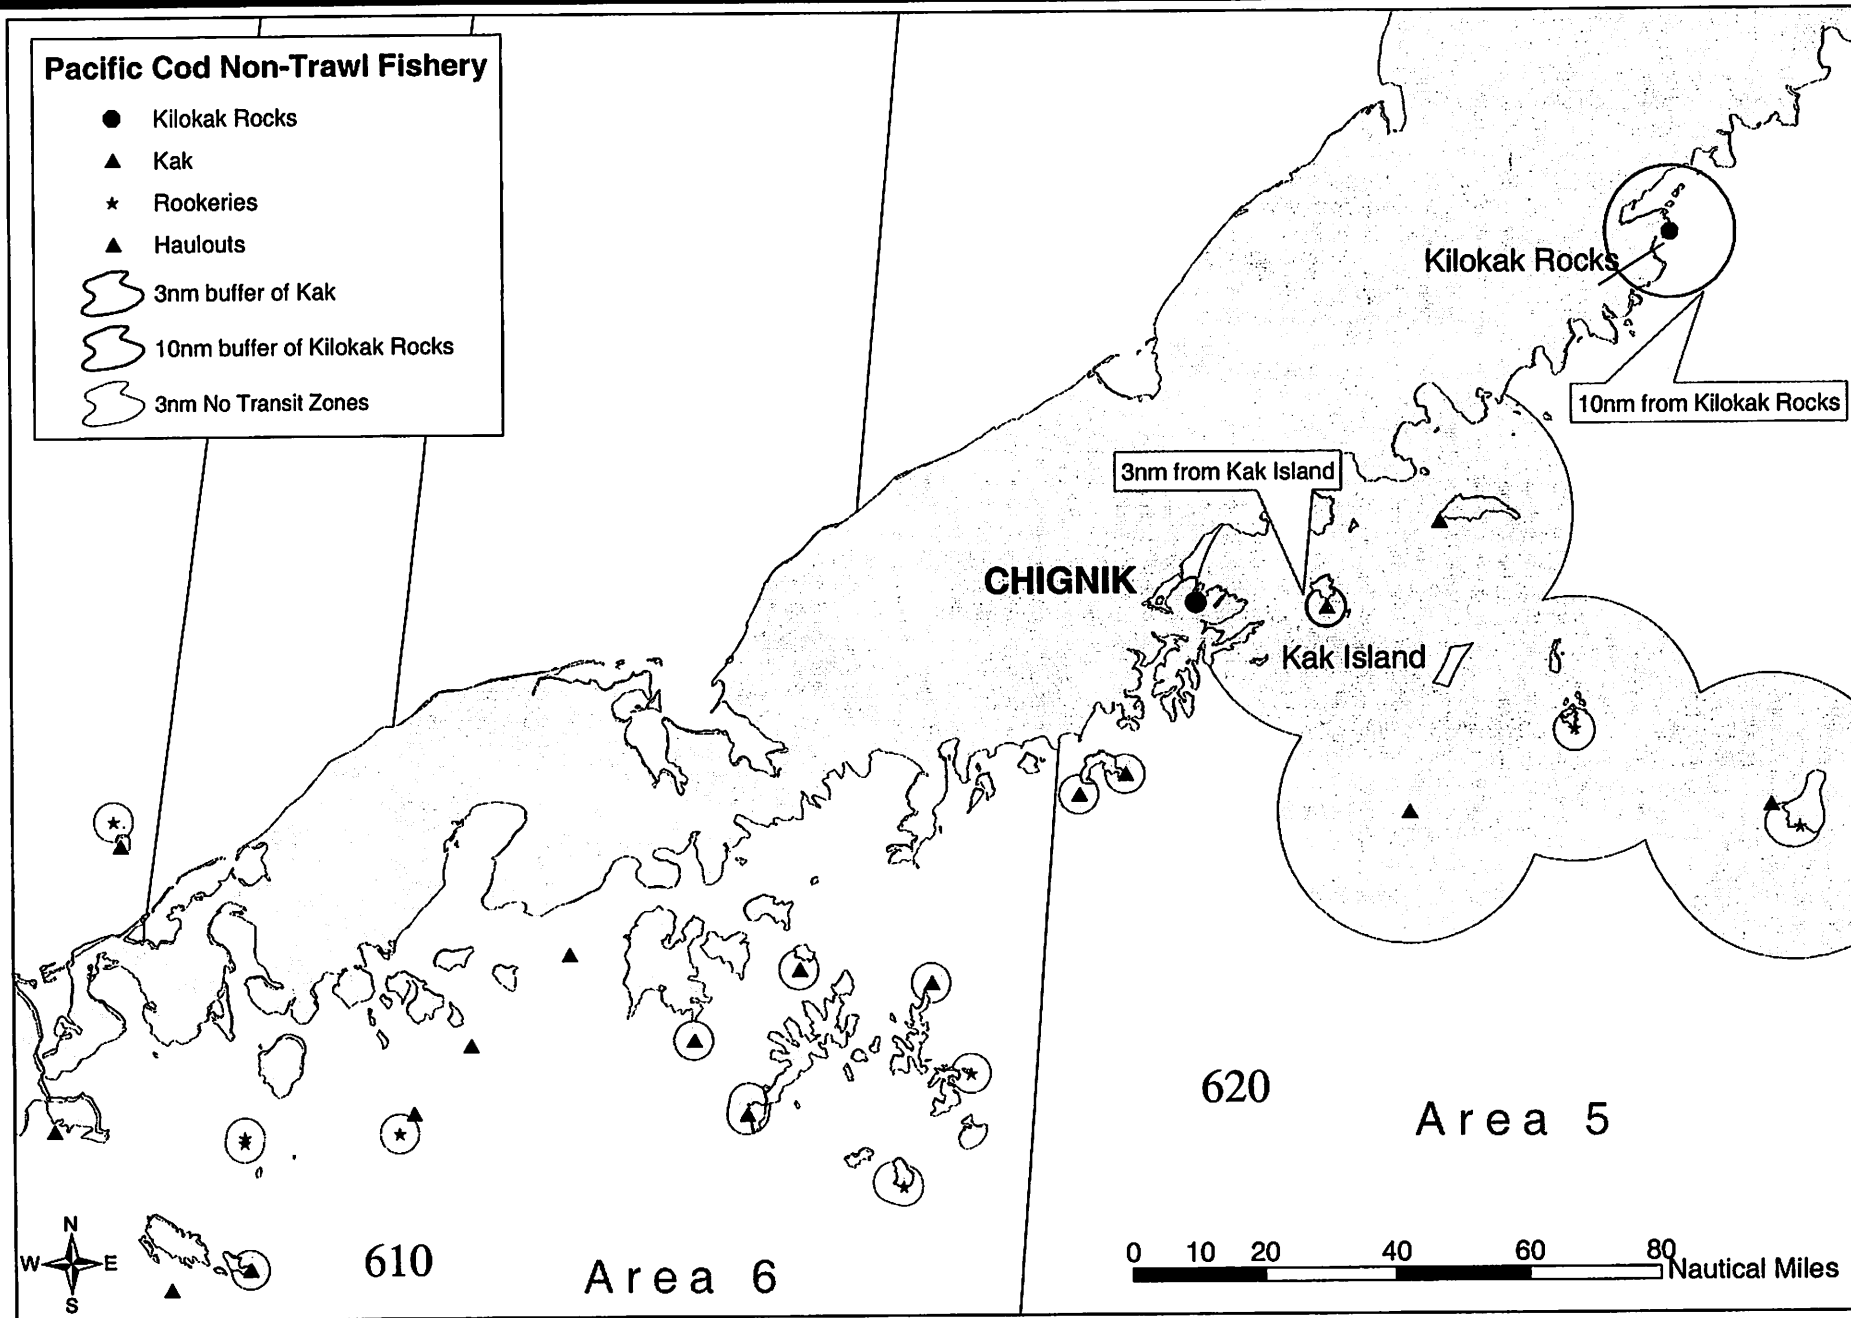 Pacific Cod Non-Trawl Fishery
Kilokak Rocks
Kak
Rookeries
Haulouts
3nm buffer of Kak
10nm buffer of Kilokak Rocks
3nm No Transit Zones
Kilokak Rocks
10nm from Kilokak Rocks
3nm from Kak Island
CHIGNIK
Kak Island
620
Area 5
610
Area 6
N
W E
S
0 10 20 40 60 80
Nautical Miles